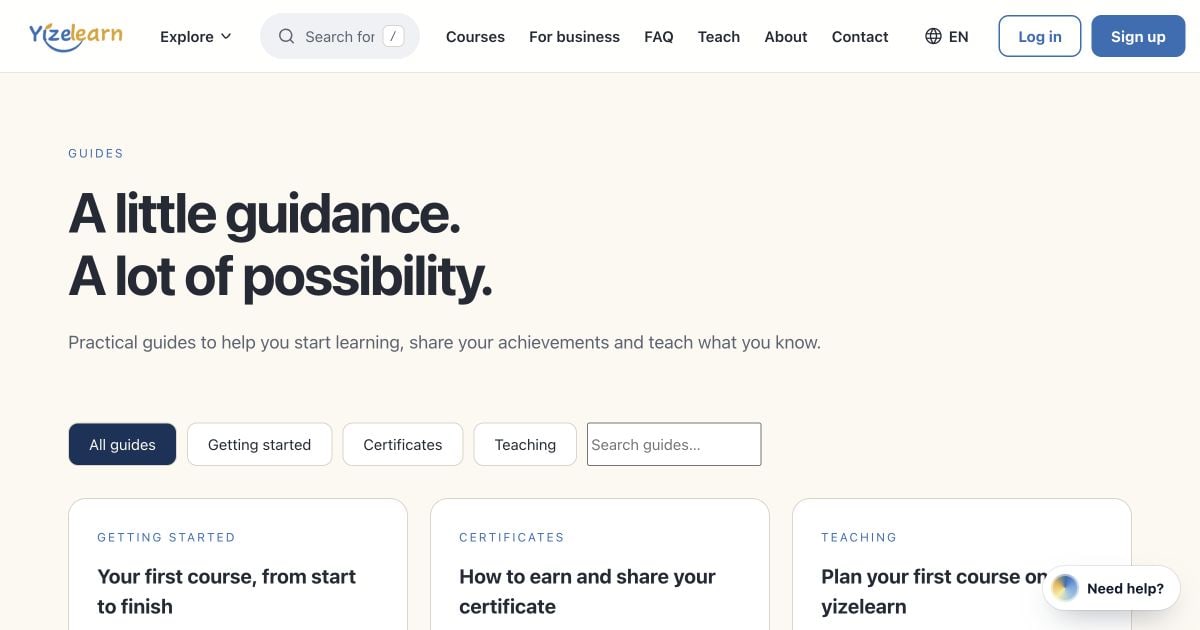 Yizelearn
Explore
Search for /
Courses
For business
FAQ
Teach
About
Contact
EN
Log in
Sign up
GUIDES
A little guidance.
A lot of possibility.
Practical guides to help you start learning, share your achievements and teach what you know.
All guides
Getting started
Certificates
Teaching
Search guides...
GETTING STARTED
Your first course, from start
to finish
CERTIFICATES
How to earn and share your
certificate
TEACHING
Plan your first course on
yizelearn
Need help?